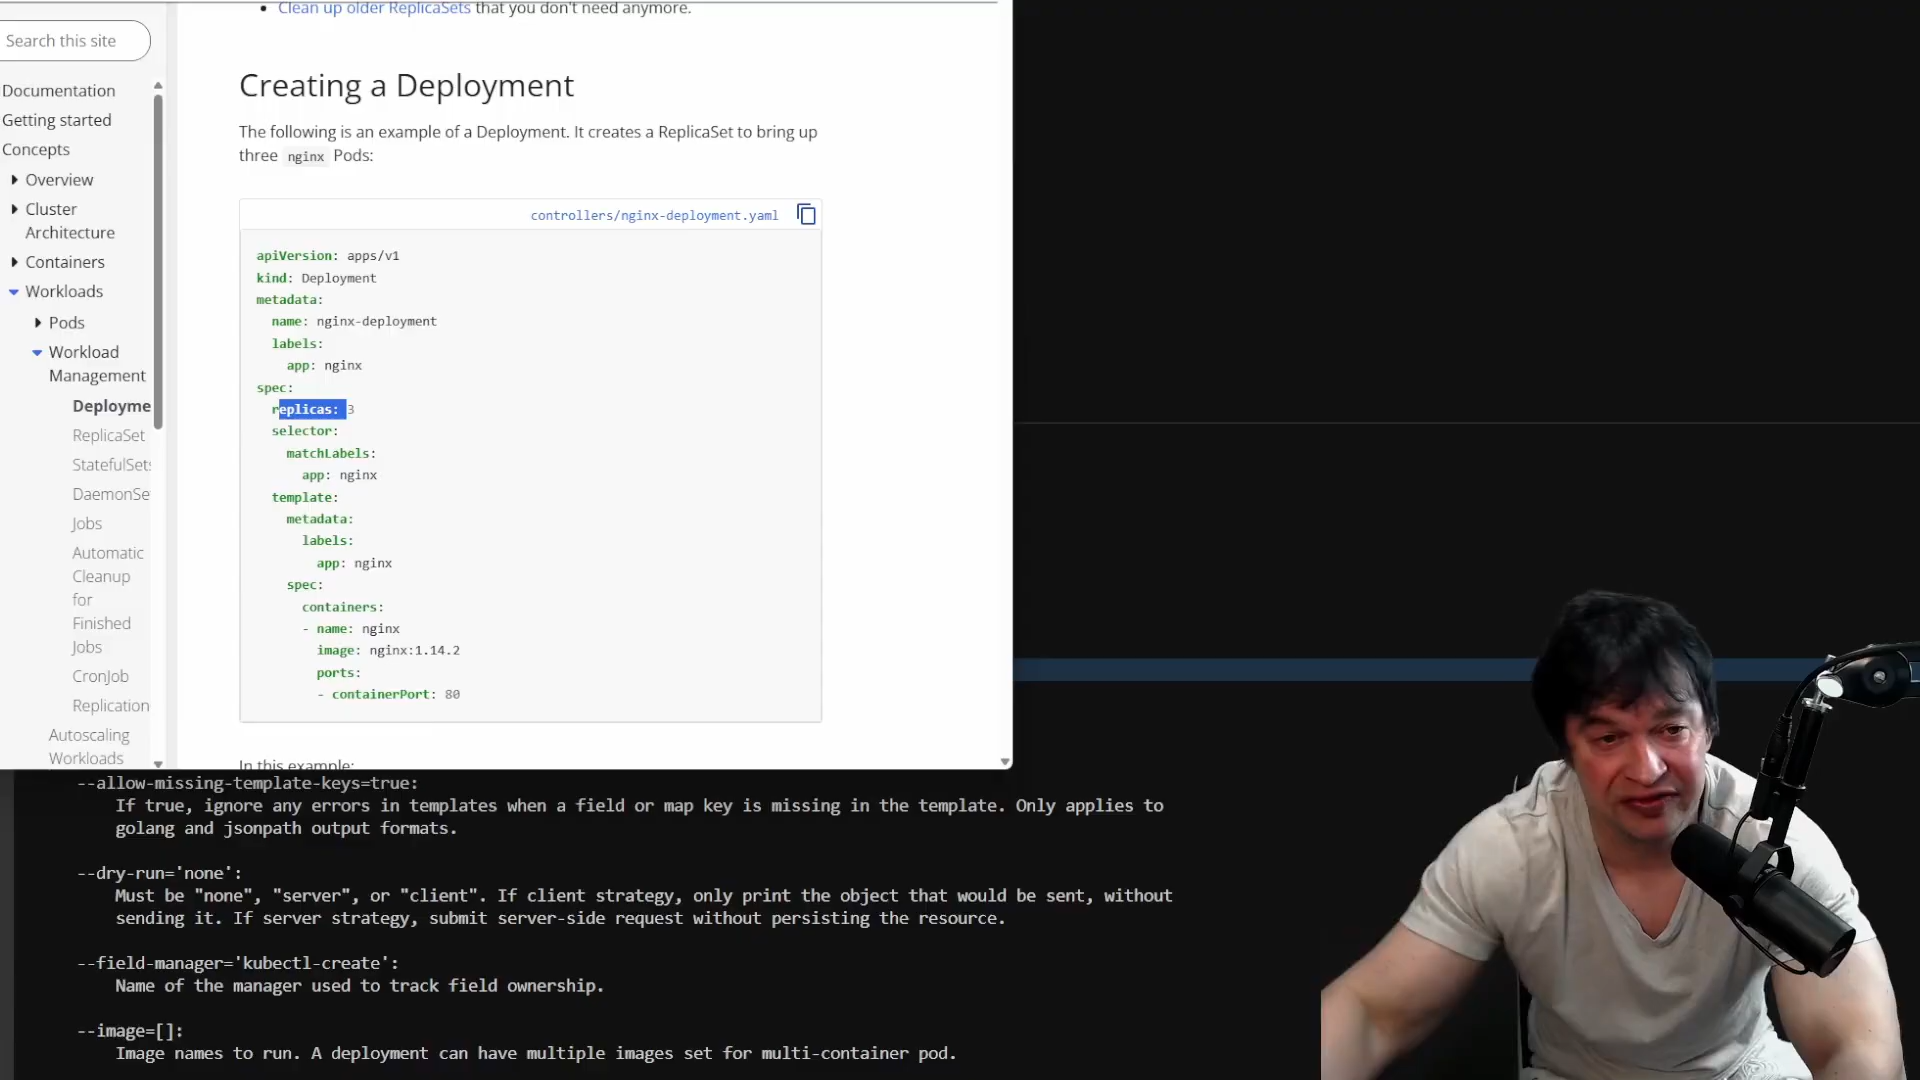 Clean up older ReplicaSets that you don't need anymore.
Search this site
Documentation
Getting started
Concepts
Overview
Cluster
Architecture
Containers
Workloads
Pods
Workload
Management
Deployme
ReplicaSet
StatefulSets
DaemonSe
Jobs
Automatic
Cleanup
for
Finished
Jobs
CronJob
Replication
Autoscaling
Workloads
Creating a Deployment
The following is an example of a Deployment. It creates a ReplicaSet to bring up
three nginx Pods:
controllers/nginx-deployment.yaml
apiVersion: apps/v1
kind: Deployment
metadata:
  name: nginx-deployment
  labels:
    app: nginx
spec:
  replicas: 3
  selector:
    matchLabels:
      app: nginx
  template:
    metadata:
      labels:
        app: nginx
    spec:
      containers:
      - name: nginx
        image: nginx:1.14.2
        ports:
        - containerPort: 80
In this example:
--allow-missing-template-keys=true:
If true, ignore any errors in templates when a field or map key is missing in the template. Only applies to
golang and jsonpath output formats.
--dry-run='none':
Must be "none", "server", or "client". If client strategy, only print the object that would be sent, without
sending it. If server strategy, submit server-side request without persisting the resource.
--field-manager='kubectl-create':
Name of the manager used to track field ownership.
--image=[]:
Image names to run. A deployment can have multiple images set for multi-container pod.